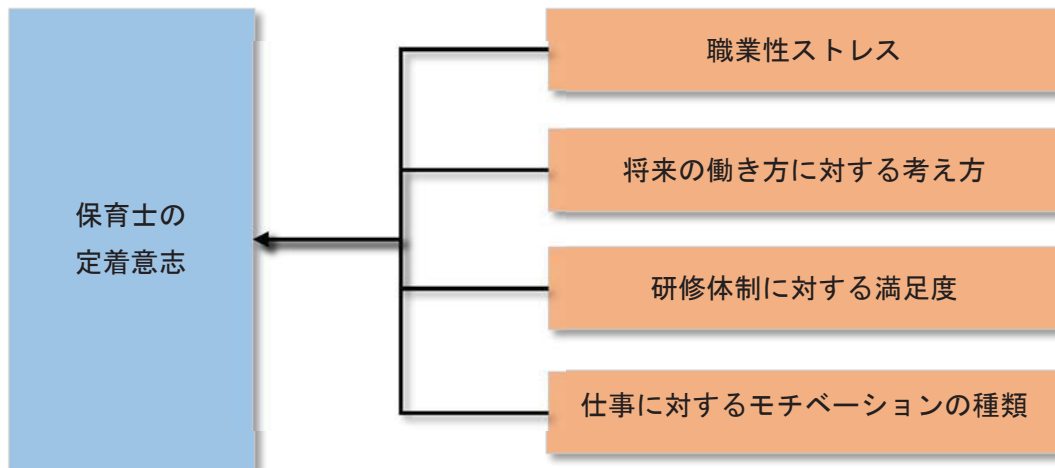 保育士の
定着意志
職業性ストレス
将来の働き方に対する考え方
研修体制に対する満足度
仕事に対するモチベーションの種類